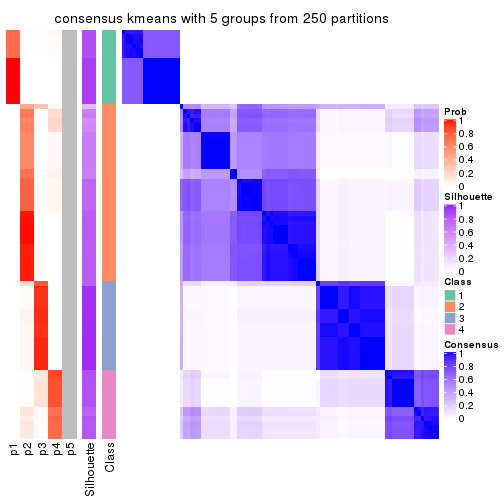 consensus kmeans with 5 groups from 250 partitions
Prob
1
0.8
0.6
0.4
0.2
0
Silhouette
1
0.8
0.6
0.4
0.2
0
Class
1
2
3
4
Consensus
1
0.8
0.6
0.4
0.2
0
p1
p2
p3
p4
p5
Silhouette
Class